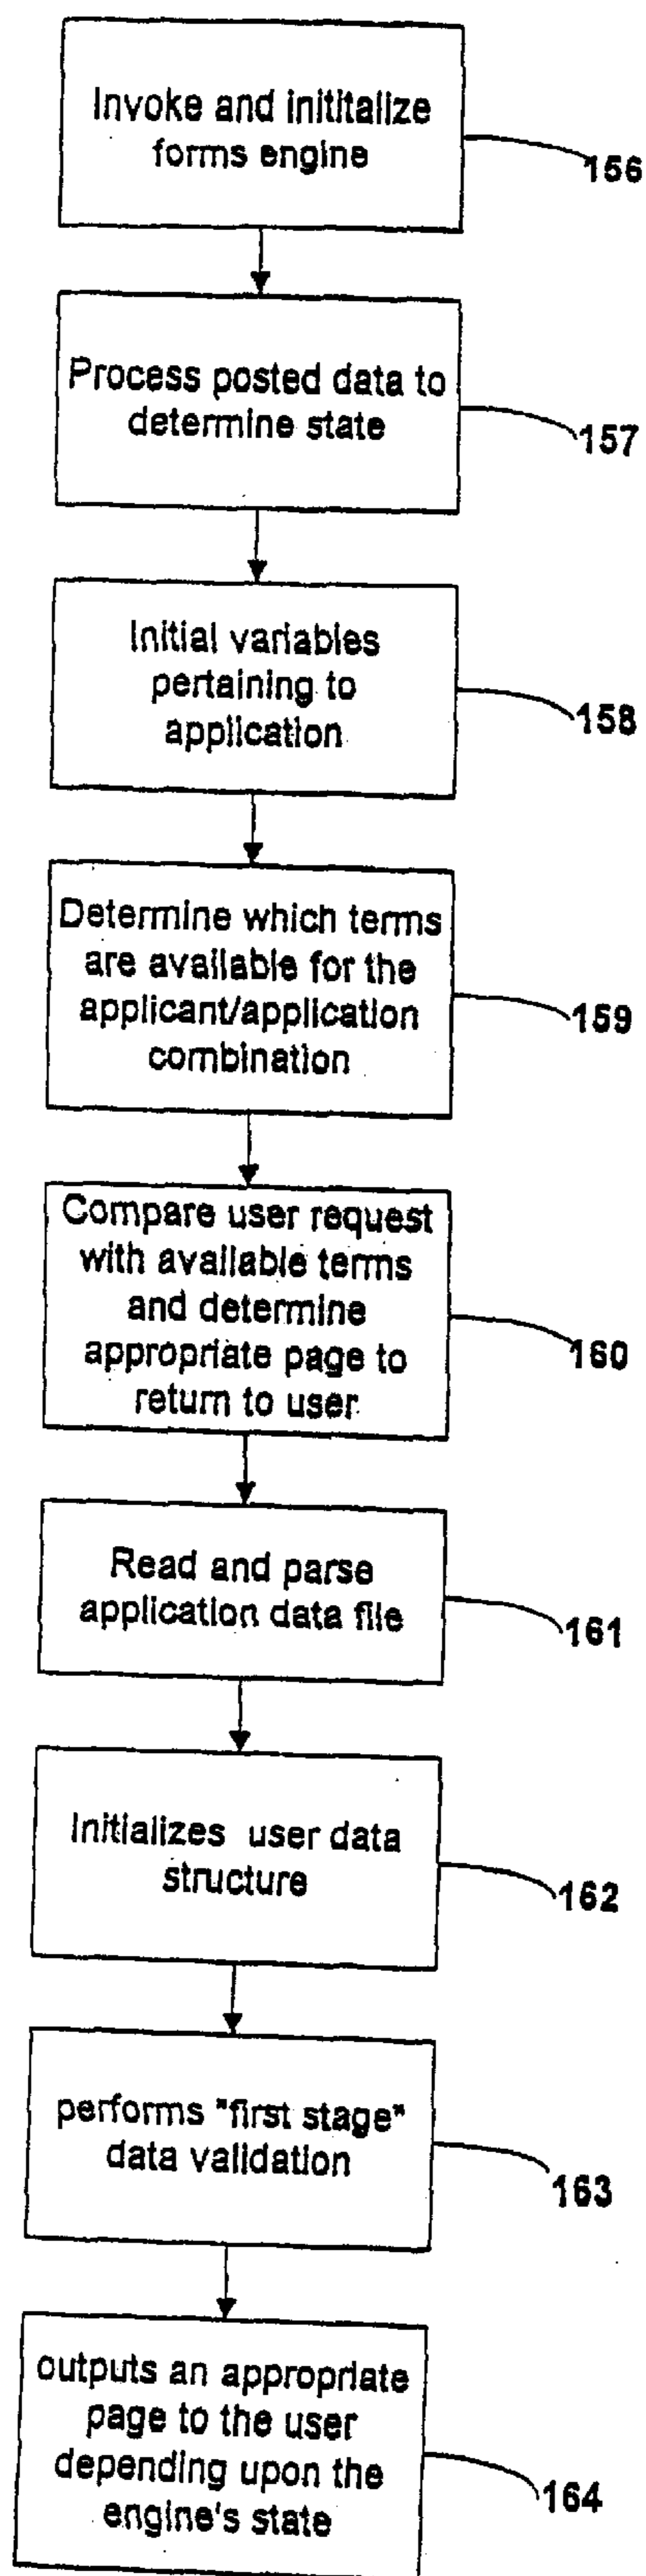 Invoke and inititalize
forms engine
156
Process posted data to
determine state
157
Initial variables
pertaining to
application
158
Determine which terms
are available for the
applicant/application
combination
159
Compare user request
with available terms
and determine
appropriate page to
return to user
160
Read and parse
application data file
161
Initializes user data
structure
162
performs "first stage"
data validation
163
outputs an appropriate
page to the user
depending upon the
engine's state
164